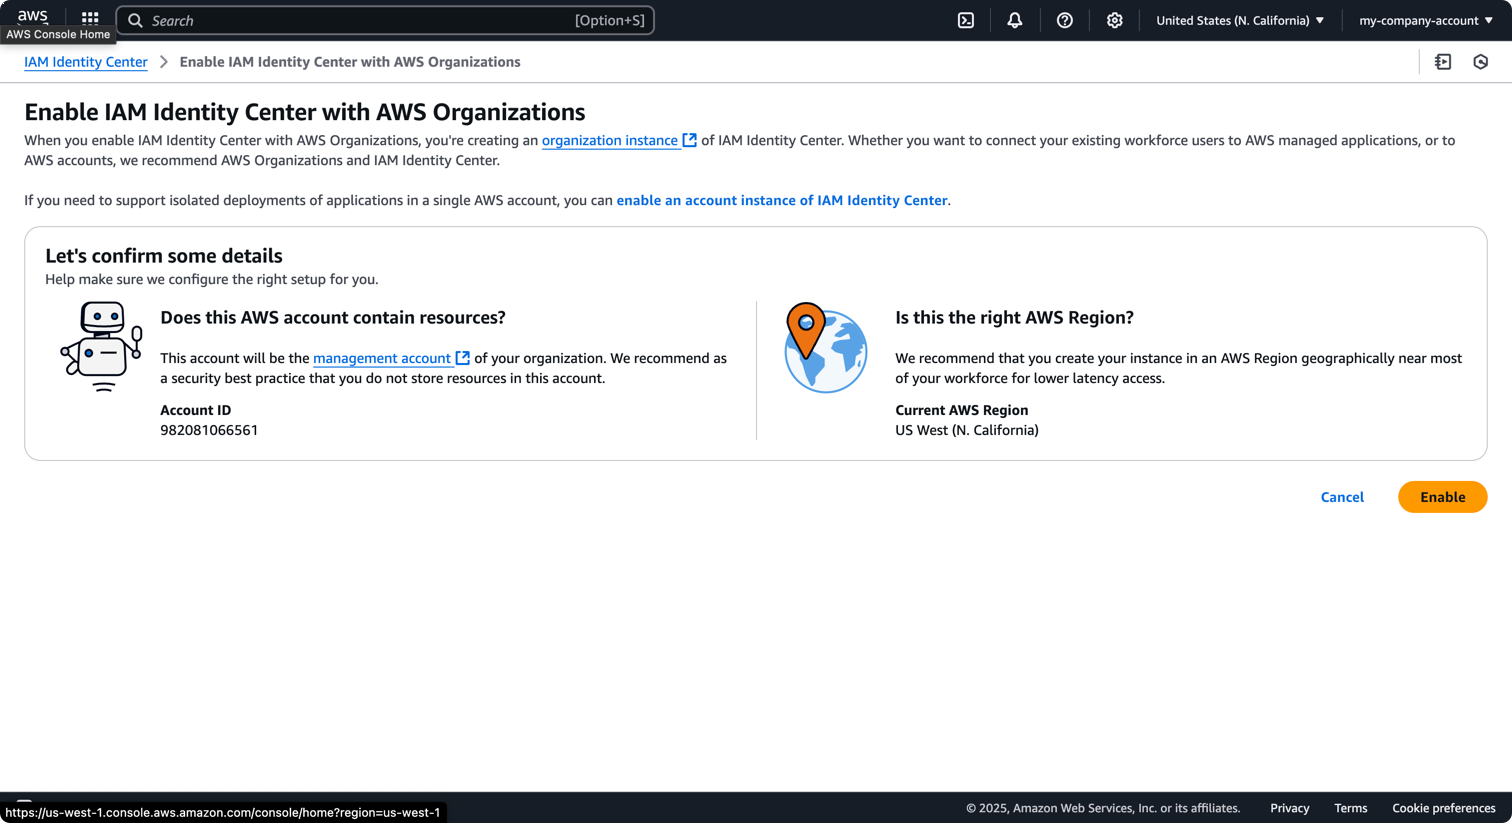 aws
Search
[Option+S]
United States (N. California)
my-company-account
AWS Console Home
IAM Identity Center
Enable IAM Identity Center with AWS Organizations
Enable IAM Identity Center with AWS Organizations
When you enable IAM Identity Center with AWS Organizations, you're creating an organization instance of IAM Identity Center. Whether you want to connect your existing workforce users to AWS managed applications, or to
AWS accounts, we recommend AWS Organizations and IAM Identity Center.
If you need to support isolated deployments of applications in a single AWS account, you can enable an account instance of IAM Identity Center.
Let's confirm some details
Help make sure we configure the right setup for you.
Does this AWS account contain resources?
This account will be the management account of your organization. We recommend as
a security best practice that you do not store resources in this account.
Account ID
982081066561
Is this the right AWS Region?
We recommend that you create your instance in an AWS Region geographically near most
of your workforce for lower latency access.
Current AWS Region
US West (N. California)
Cancel
Enable
https://us-west-1.console.aws.amazon.com/console/home?region=us-west-1
© 2025, Amazon Web Services, Inc. or its affiliates.
Privacy
Terms
Cookie preferences